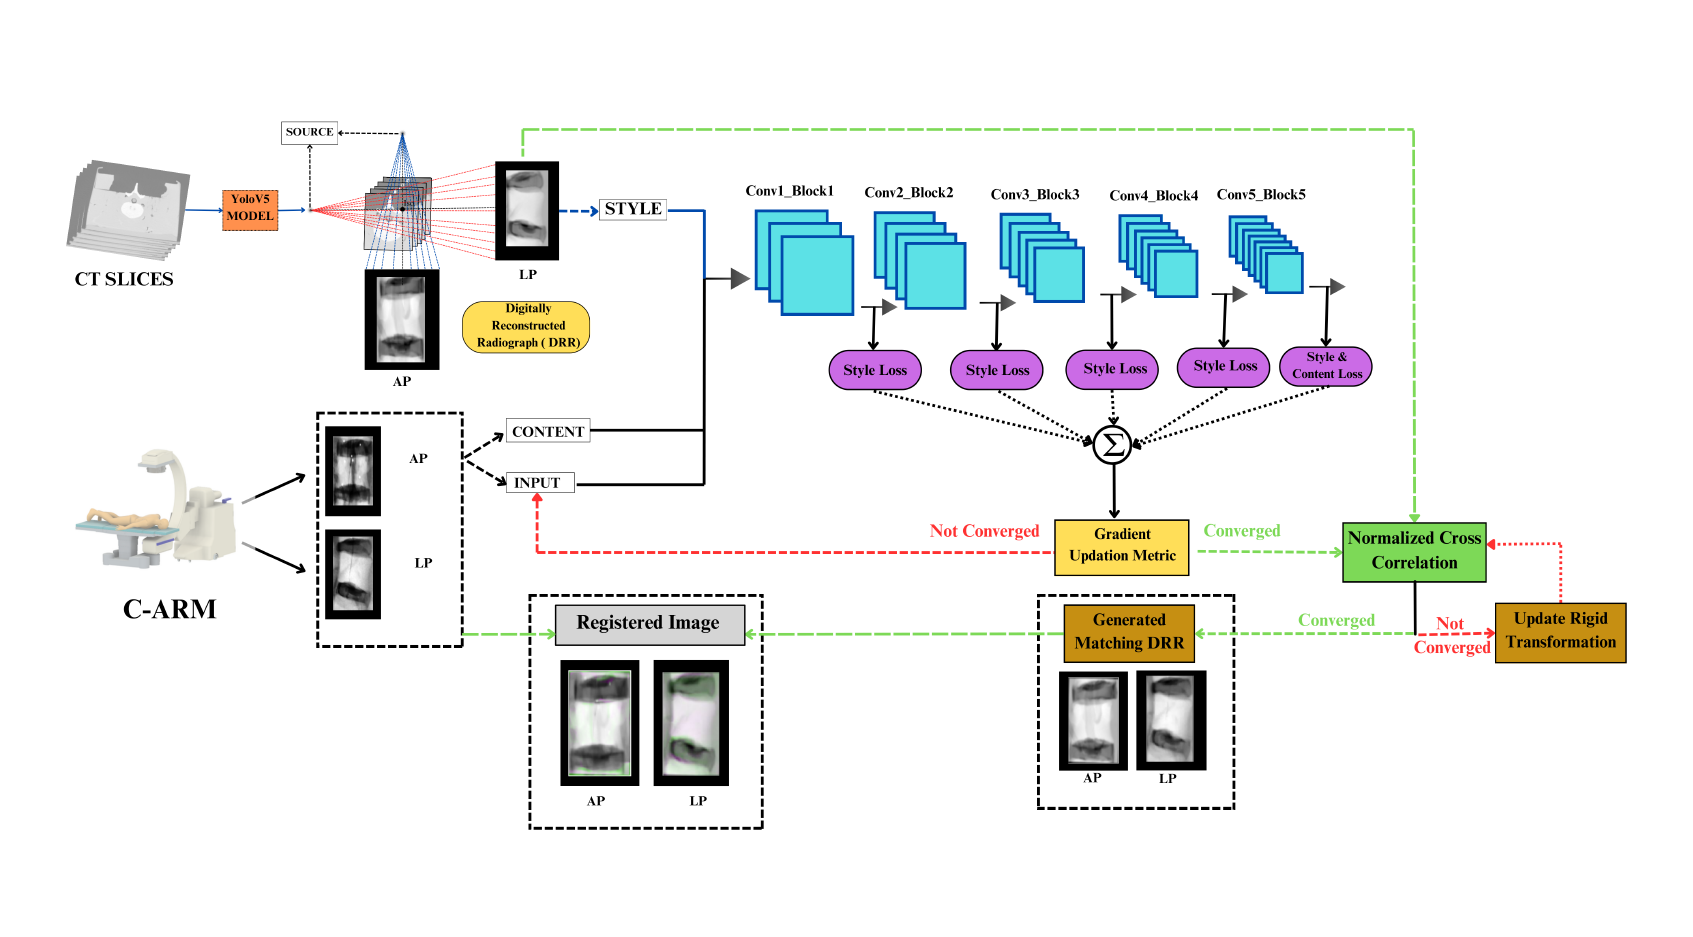 SOURCE
YoloV5
MODEL
CT SLICES
LP
AP
Digitally
Reconstructed
Radiograph ( DRR)
STYLE
Conv1_Block1
Conv2_Block2
Conv3_Block3
Conv4_Block4
Conv5_Block5
Style Loss
Style Loss
Style Loss
Style Loss
Style &
Content Loss
Σ
C-ARM
AP
LP
CONTENT
INPUT
Not Converged
Gradient
Updation Metric
Converged
Normalized Cross
Correlation
Converged
Not
Converged
Update Rigid
Transformation
Generated
Matching DRR
AP
LP
Registered Image
AP
LP